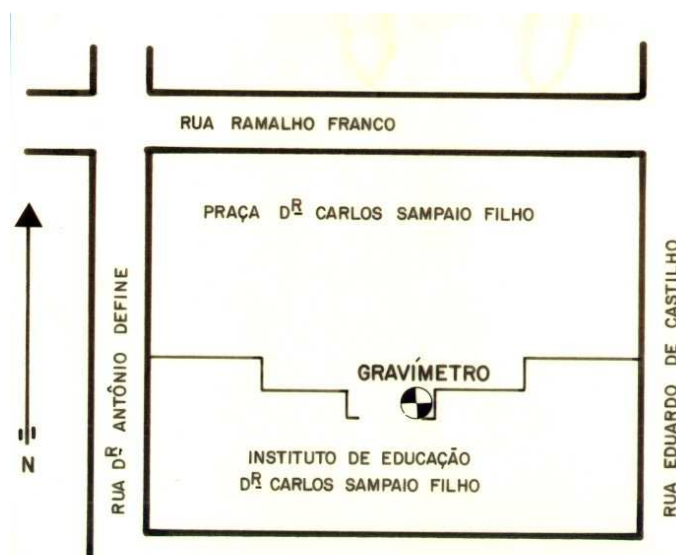 RUA RAMALHO FRANCO
PRAÇA Dᴿ CARLOS SAMPAIO FILHO
RUA Dᴿ ANTÔNIO DEFINE
RUA EDUARDO DE CASTILHO
GRAVÍMETRO
N
INSTITUTO DE EDUCAÇÃO
Dᴿ CARLOS SAMPAIO FILHO